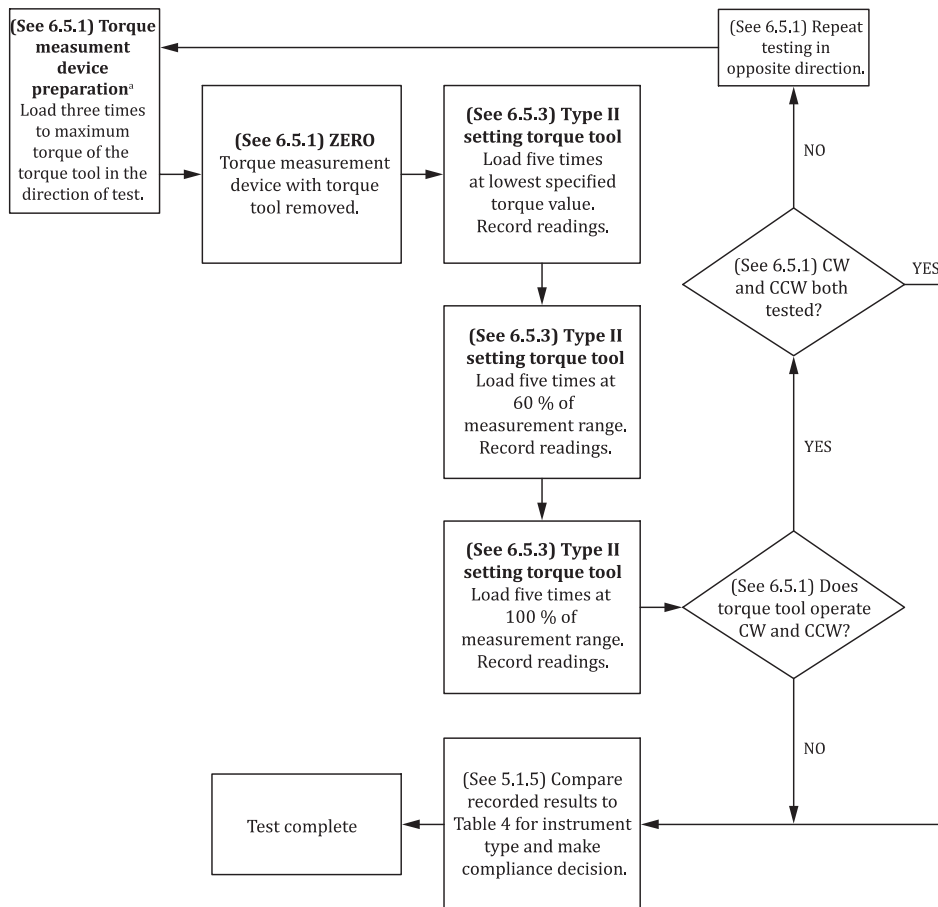 (See 6.5.1) Torque
measument
device
preparationᵃ
Load three times
to maximum
torque of the
torque tool in the
direction of test.
(See 6.5.1) ZERO
Torque measurement
device with torque
tool removed.
(See 6.5.3) Type II
setting torque tool
Load five times
at lowest specified
torque value.
Record readings.
(See 6.5.3) Type II
setting torque tool
Load five times at
60 % of
measurement range.
Record readings.
(See 6.5.3) Type II
setting torque tool
Load five times at
100 % of
measurement range.
Record readings.
(See 6.5.1) Does
torque tool operate
CW and CCW?
YES
(See 6.5.1) CW
and CCW both
tested?
NO
(See 6.5.1) Repeat
testing in
opposite direction.
YES
NO
(See 5.1.5) Compare
recorded results to
Table 4 for instrument
type and make
compliance decision.
Test complete